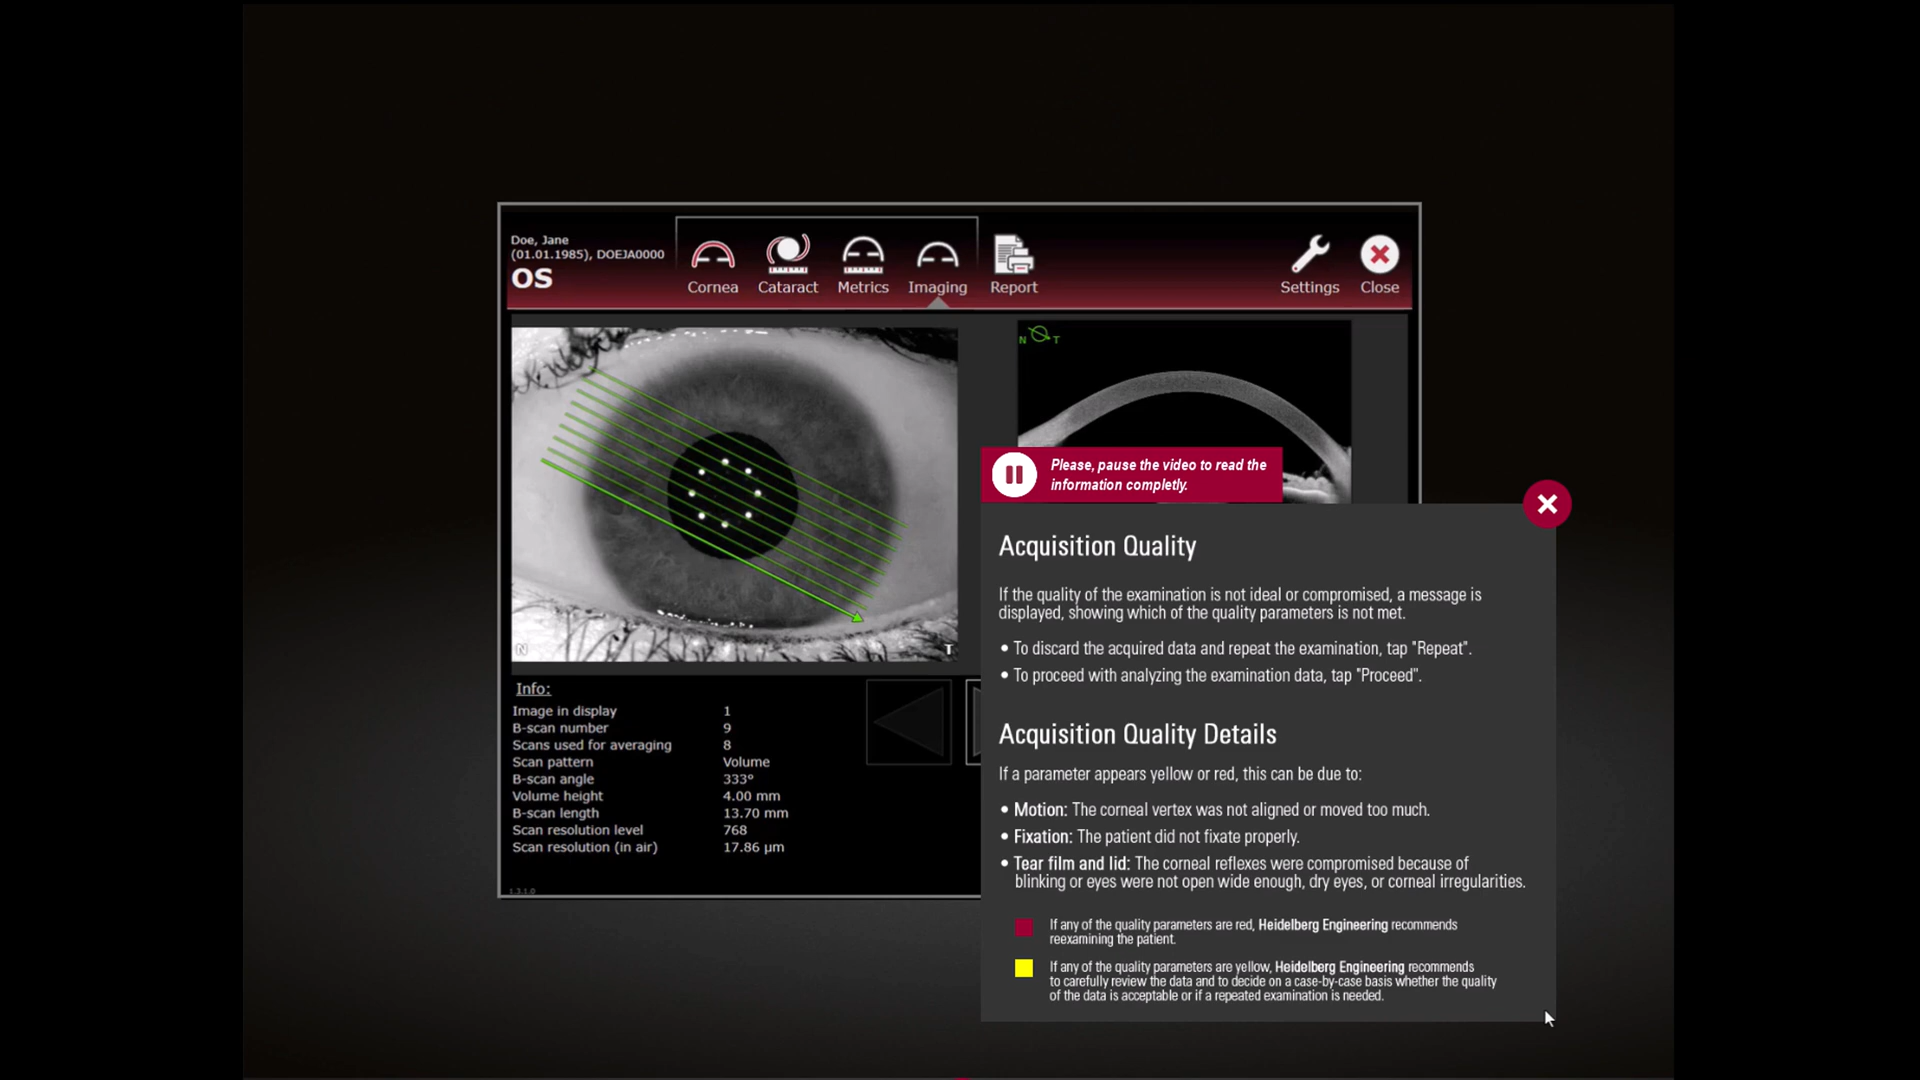 Doe, Jane
(01.01.1985), DOEJA0000
OS
Cornea
Cataract
Metrics
Imaging
Report
Settings
Close
N T
N
T
Please, pause the video to read the
information completly.
Acquisition Quality
If the quality of the examination is not ideal or compromised, a message is
displayed, showing which of the quality parameters is not met.
• To discard the acquired data and repeat the examination, tap "Repeat".
• To proceed with analyzing the examination data, tap "Proceed".
Acquisition Quality Details
If a parameter appears yellow or red, this can be due to:
• Motion: The corneal vertex was not aligned or moved too much.
• Fixation: The patient did not fixate properly.
• Tear film and lid: The corneal reflexes were compromised because of
blinking or eyes were not open wide enough, dry eyes, or corneal irregularities.
If any of the quality parameters are red, Heidelberg Engineering recommends
reexamining the patient.
If any of the quality parameters are yellow, Heidelberg Engineering recommends
to carefully review the data and to decide on a case-by-case basis whether the quality
of the data is acceptable or if a repeated examination is needed.
Info:
Image in display 1
B-scan number 9
Scans used for averaging 8
Scan pattern Volume
B-scan angle 333°
Volume height 4.00 mm
B-scan length 13.70 mm
Scan resolution level 768
Scan resolution (in air) 17.86 µm
1.3.1.0